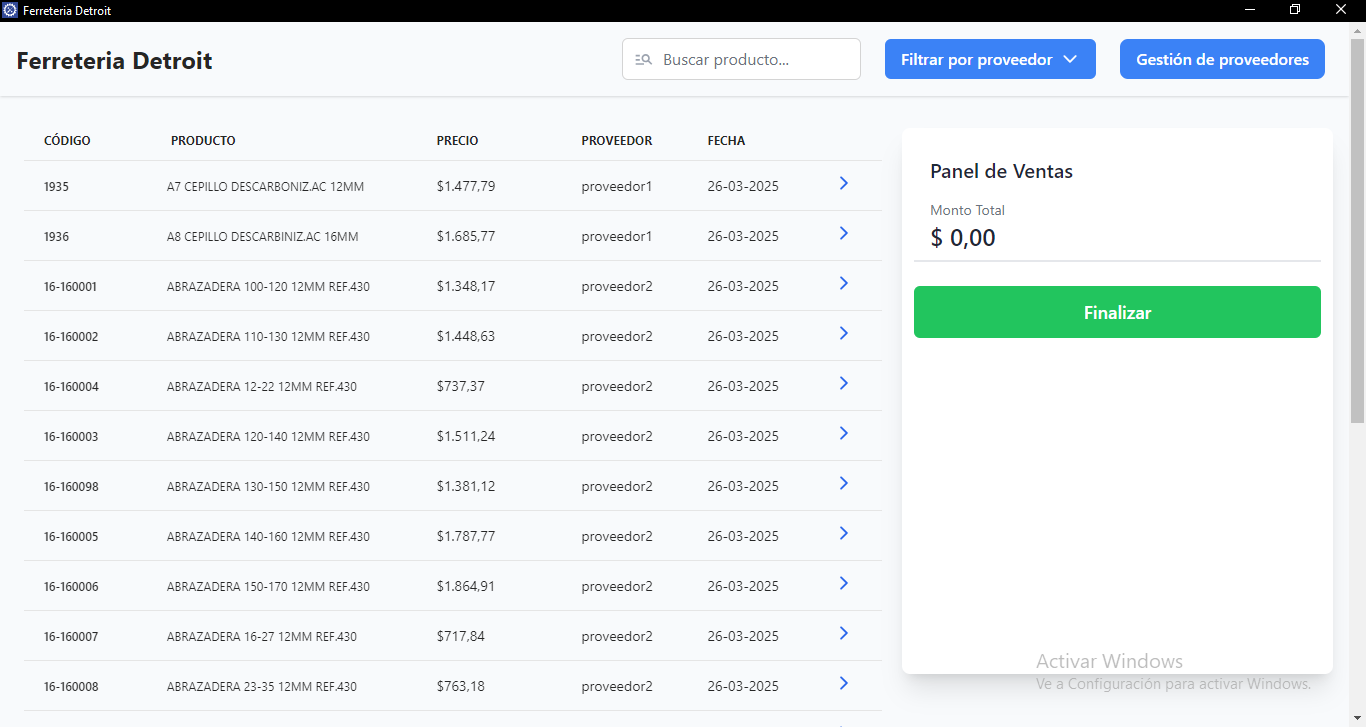 Ferreteria Detroit
Ferreteria Detroit
Buscar producto...
Filtrar por proveedor
Gestión de proveedores
CÓDIGO PRODUCTO PRECIO PROVEEDOR FECHA
1935 A7 CEPILLO DESCARBONIZ.AC 12MM $1.477,79 proveedor1 26-03-2025
1936 A8 CEPILLO DESCARBINIZ.AC 16MM $1.685,77 proveedor1 26-03-2025
16-160001 ABRAZADERA 100-120 12MM REF.430 $1.348,17 proveedor2 26-03-2025
16-160002 ABRAZADERA 110-130 12MM REF.430 $1.448,63 proveedor2 26-03-2025
16-160004 ABRAZADERA 12-22 12MM REF.430 $737,37 proveedor2 26-03-2025
16-160003 ABRAZADERA 120-140 12MM REF.430 $1.511,24 proveedor2 26-03-2025
16-160098 ABRAZADERA 130-150 12MM REF.430 $1.381,12 proveedor2 26-03-2025
16-160005 ABRAZADERA 140-160 12MM REF.430 $1.787,77 proveedor2 26-03-2025
16-160006 ABRAZADERA 150-170 12MM REF.430 $1.864,91 proveedor2 26-03-2025
16-160007 ABRAZADERA 16-27 12MM REF.430 $717,84 proveedor2 26-03-2025
16-160008 ABRAZADERA 23-35 12MM REF.430 $763,18 proveedor2 26-03-2025
Panel de Ventas
Monto Total
$ 0,00
Finalizar
Activar Windows
Ve a Configuración para activar Windows.